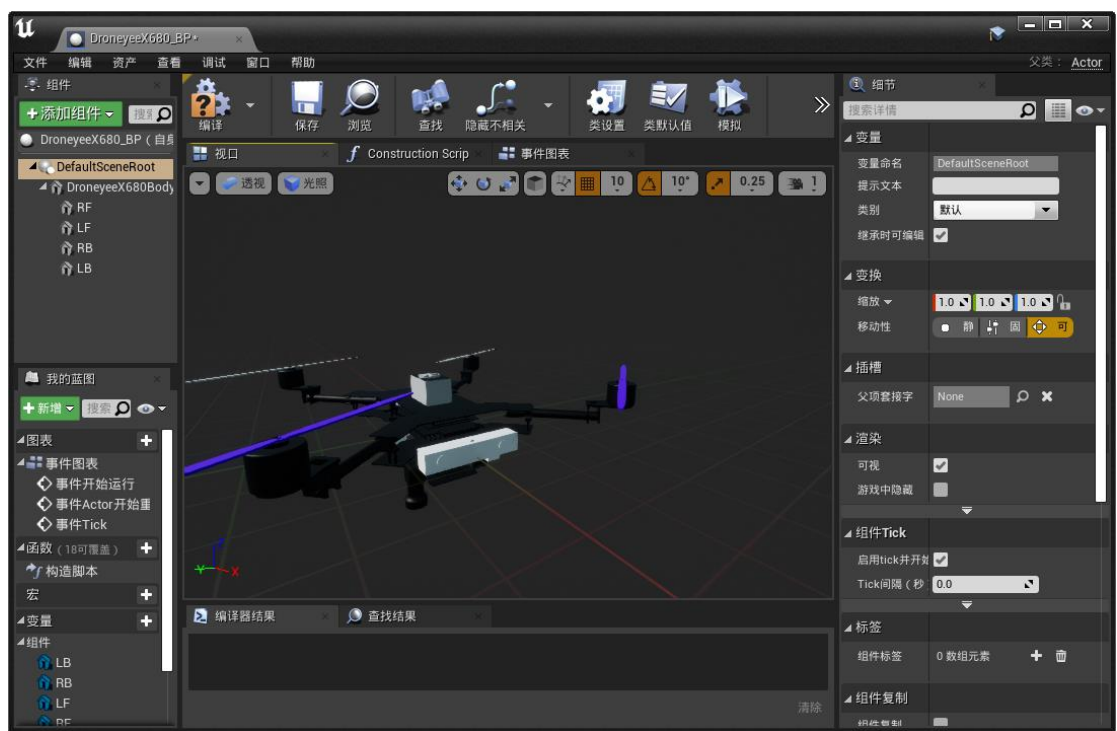 DroneyeeX680_BP*
文件 编辑 资产 查看 调试 窗口 帮助
父类： Actor
组件
+添加组件
DroneyeeX680_BP（自身
DefaultSceneRoot
DroneyeeX680Body
RF
LF
RB
LB
编译
保存
浏览
查找
隐藏不相关
类设置
类默认值
模拟
视口
Construction Scrip
事件图表
透视
光照
10
10°
0.25
1
我的蓝图
+新增
搜索
图表
事件图表
事件开始运行
事件Actor开始重
事件Tick
函数（18可覆盖）
构造脚本
宏
变量
组件
LB
RB
LF
RF
编译器结果
查找结果
清除
细节
搜索详情
变量
变量命名 DefaultSceneRoot
提示文本
类别 默认
继承时可编辑
变换
缩放 1.0 1.0 1.0
移动性 静 固 可
插槽
父项套接字 None
渲染
可视
游戏中隐藏
组件Tick
启用tick并开始
Tick间隔（秒 0.0
标签
组件标签 0 数组元素
组件复制
组件复制